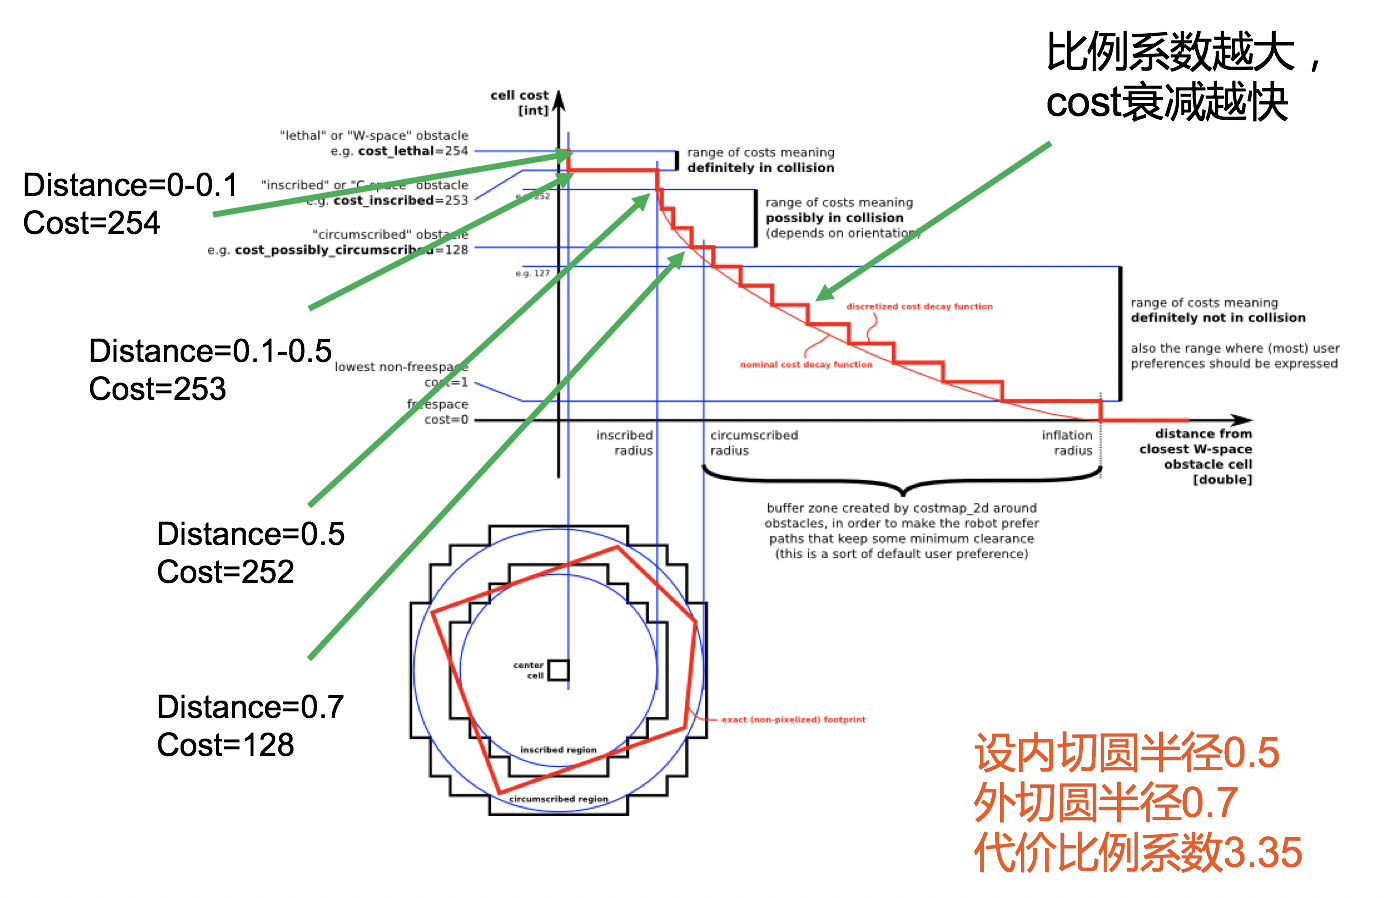 比例系数越大，
cost衰减越快
cell cost
[int]
"lethal" or "W-space" obstacle
e.g. cost_lethal=254
range of costs meaning
definitely in collision
Distance=0-0.1
Cost=254
"inscribed" or "C-space" obstacle
e.g. cost_inscribed=253
e.g. 252
range of costs meaning
possibly in collision
(depends on orientation)
"circumscribed" obstacle
e.g. cost_possibly_circumscribed=128
e.g. 127
discretized cost decay function
nominal cost decay function
range of costs meaning
definitely not in collision
also the range where (most) user
preferences should be expressed
Distance=0.1-0.5
Cost=253
lowest non-freespace
cost=1
freespace
cost=0
inscribed
radius
circumscribed
radius
inflation
radius
distance from
closest W-space
obstacle cell
[double]
buffer zone created by costmap_2d around
obstacles, in order to make the robot prefer
paths that keep some minimum clearance
(this is a sort of default user preference)
Distance=0.5
Cost=252
center
cell
Distance=0.7
Cost=128
exact (non-pixelized) footprint
inscribed region
circumscribed region
设内切圆半径0.5
外切圆半径0.7
代价比例系数3.35